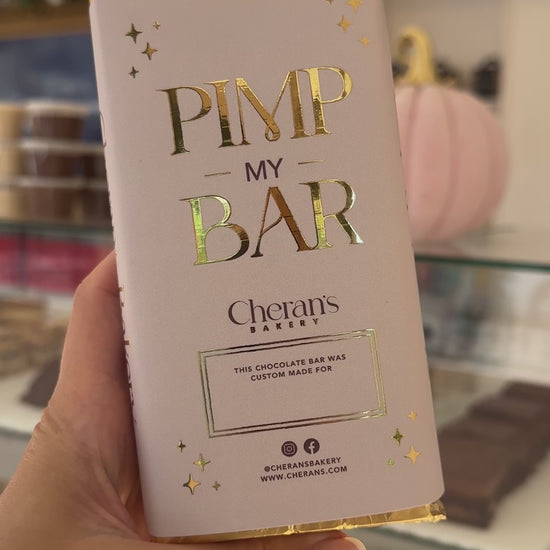 PIMP
MY
BAR
Cheran's
BAKERY
THIS CHOCOLATE BAR WAS
CUSTOM MADE FOR
@CHERANSBAKERY
WWW.CHERANS.COM